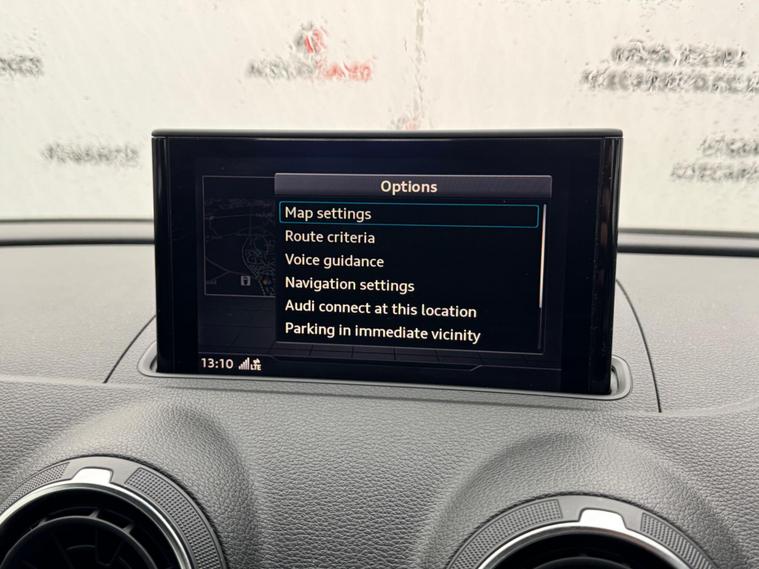 Options
Map settings
Route criteria
Voice guidance
Navigation settings
Audi connect at this location
Parking in immediate vicinity
13:10 LTE